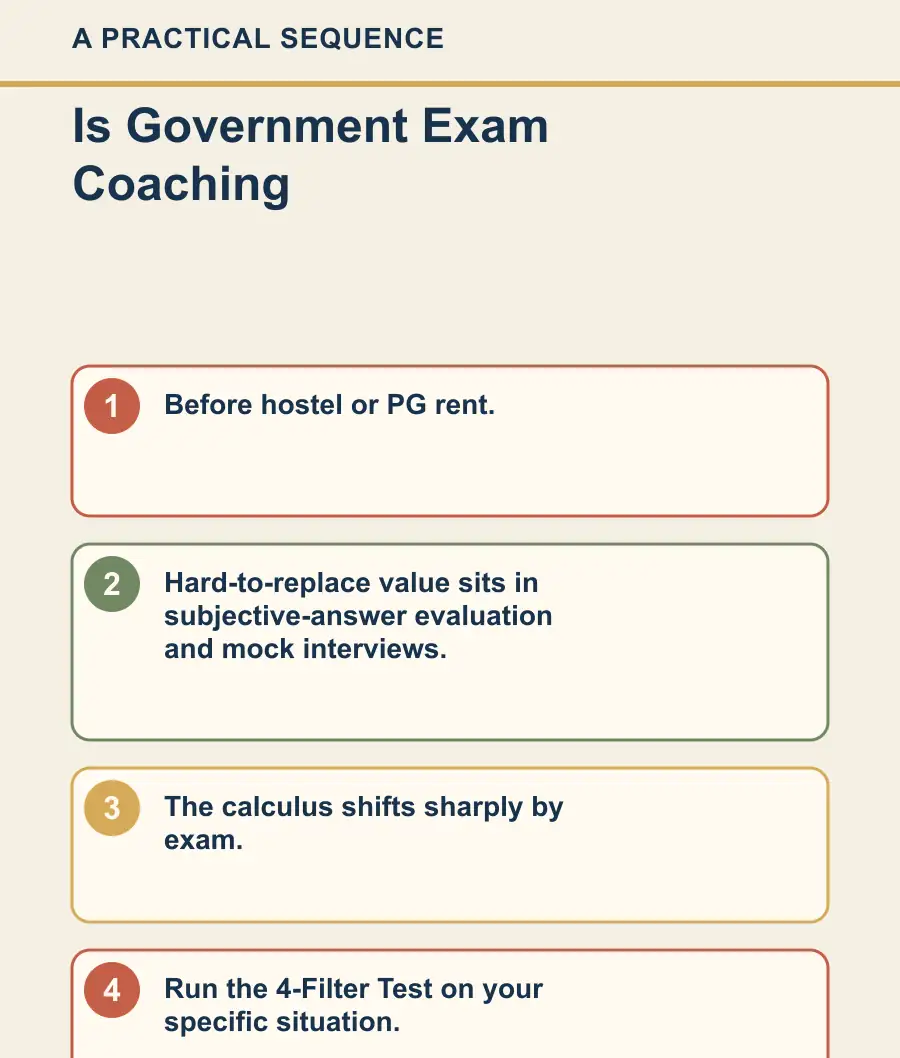 A PRACTICAL SEQUENCE
Is Government Exam
Coaching
1
Before hostel or PG rent.
2
Hard-to-replace value sits in
subjective-answer evaluation
and mock interviews.
3
The calculus shifts sharply by
exam.
4
Run the 4-Filter Test on your
specific situation.